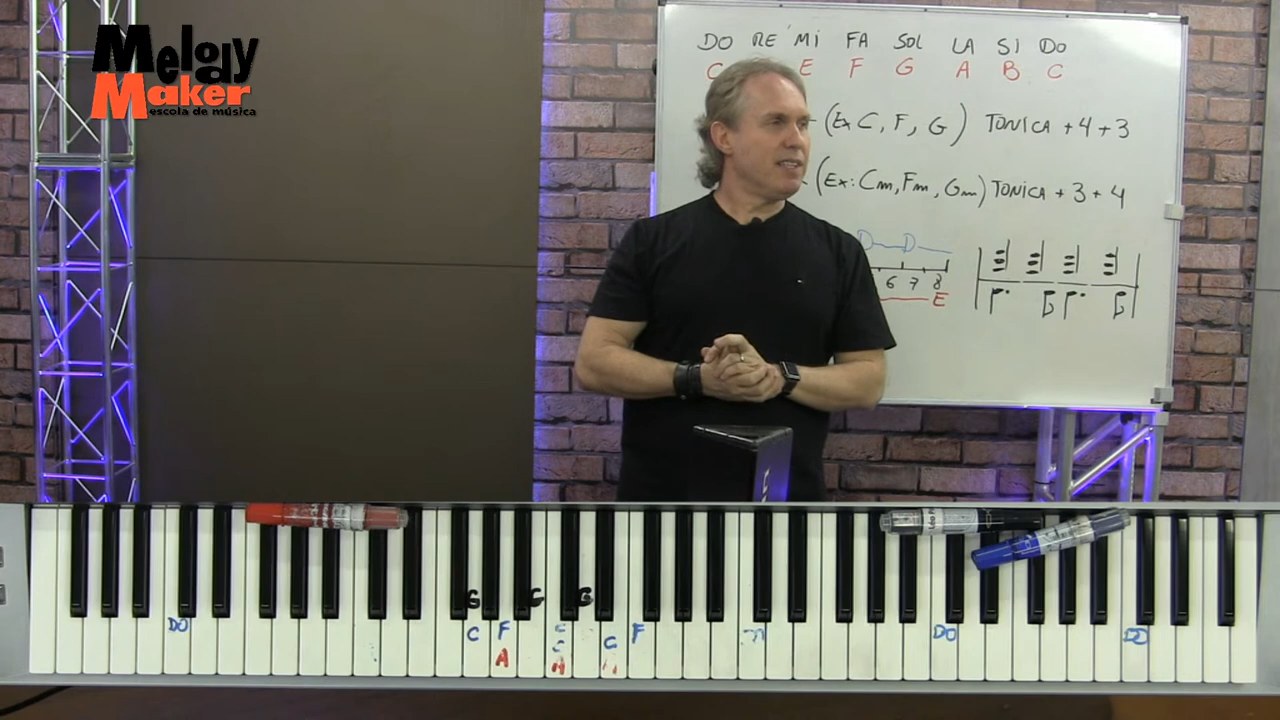 Melody
Maker
escola de música
DO RÉ MI FA SOL LA SI DO
C E F G A B C
(Ex C, F, G) TONICA +4 +3
(Ex: Cm, Fm, Gm) TONICA + 3 + 4
D D
6 7 8
E
G G G
DO C F C F DO DO
A